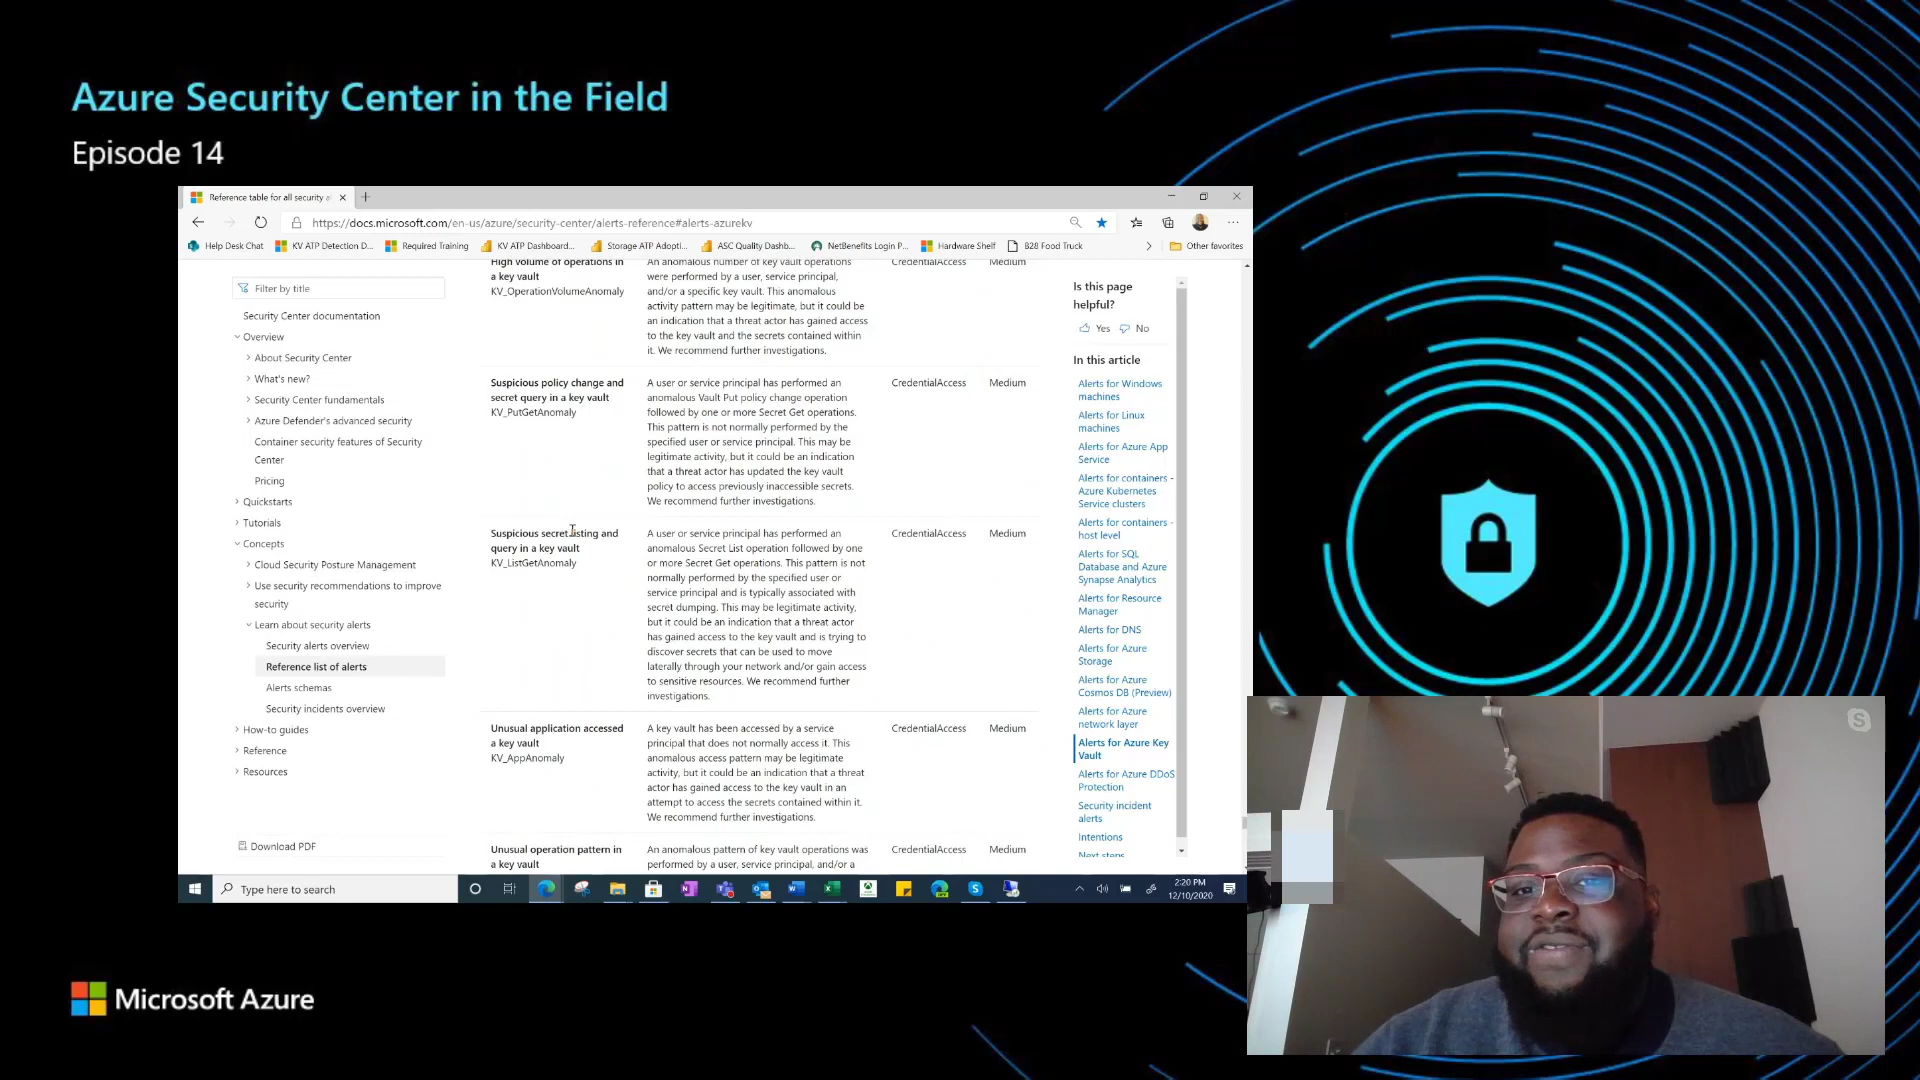 Azure Security Center in the Field
Episode 14
Reference table for all security a
https://docs.microsoft.com/en-us/azure/security-center/alerts-reference#alerts-azurekv
Help Desk Chat
KV ATP Detection D...
Required Training
KV ATP Dashboard...
Storage ATP Adopti...
ASC Quality Dashb...
NetBenefits Login P...
Hardware Shelf
B28 Food Truck
Other favorites
Filter by title
Security Center documentation
Overview
About Security Center
What's new?
Security Center fundamentals
Azure Defender's advanced security
Container security features of Security
Center
Pricing
Quickstarts
Tutorials
Concepts
Cloud Security Posture Management
Use security recommendations to improve
security
Learn about security alerts
Security alerts overview
Reference list of alerts
Alerts schemas
Security incidents overview
How-to guides
Reference
Resources
Download PDF
High volume of operations in
a key vault
KV_OperationVolumeAnomaly
An anomalous number of key vault operations
were performed by a user, service principal,
and/or a specific key vault. This anomalous
activity pattern may be legitimate, but it could be
an indication that a threat actor has gained access
to the key vault and the secrets contained within
it. We recommend further investigations.
CredentialAccess
Medium
Suspicious policy change and
secret query in a key vault
KV_PutGetAnomaly
A user or service principal has performed an
anomalous Vault Put policy change operation
followed by one or more Secret Get operations.
This pattern is not normally performed by the
specified user or service principal. This may be
legitimate activity, but it could be an indication
that a threat actor has updated the key vault
policy to access previously inaccessible secrets.
We recommend further investigations.
CredentialAccess
Medium
Suspicious secret listing and
query in a key vault
KV_ListGetAnomaly
A user or service principal has performed an
anomalous Secret List operation followed by one
or more Secret Get operations. This pattern is not
normally performed by the specified user or
service principal and is typically associated with
secret dumping. This may be legitimate activity,
but it could be an indication that a threat actor
has gained access to the key vault and is trying to
discover secrets that can be used to move
laterally through your network and/or gain access
to sensitive resources. We recommend further
investigations.
CredentialAccess
Medium
Unusual application accessed
a key vault
KV_AppAnomaly
A key vault has been accessed by a service
principal that does not normally access it. This
anomalous access pattern may be legitimate
activity, but it could be an indication that a threat
actor has gained access to the key vault in an
attempt to access the secrets contained within it.
We recommend further investigations.
CredentialAccess
Medium
Unusual operation pattern in
a key vault
An anomalous pattern of key vault operations was
performed by a user, service principal, and/or a
CredentialAccess
Medium
Is this page
helpful?
Yes
No
In this article
Alerts for Windows
machines
Alerts for Linux
machines
Alerts for Azure App
Service
Alerts for containers -
Azure Kubernetes
Service clusters
Alerts for containers -
host level
Alerts for SQL
Database and Azure
Synapse Analytics
Alerts for Resource
Manager
Alerts for DNS
Alerts for Azure
Storage
Alerts for Azure
Cosmos DB (Preview)
Alerts for Azure
network layer
Alerts for Azure Key
Vault
Alerts for Azure DDoS
Protection
Security incident
alerts
Intentions
Next steps
Type here to search
2:20 PM
12/10/2020
Microsoft Azure